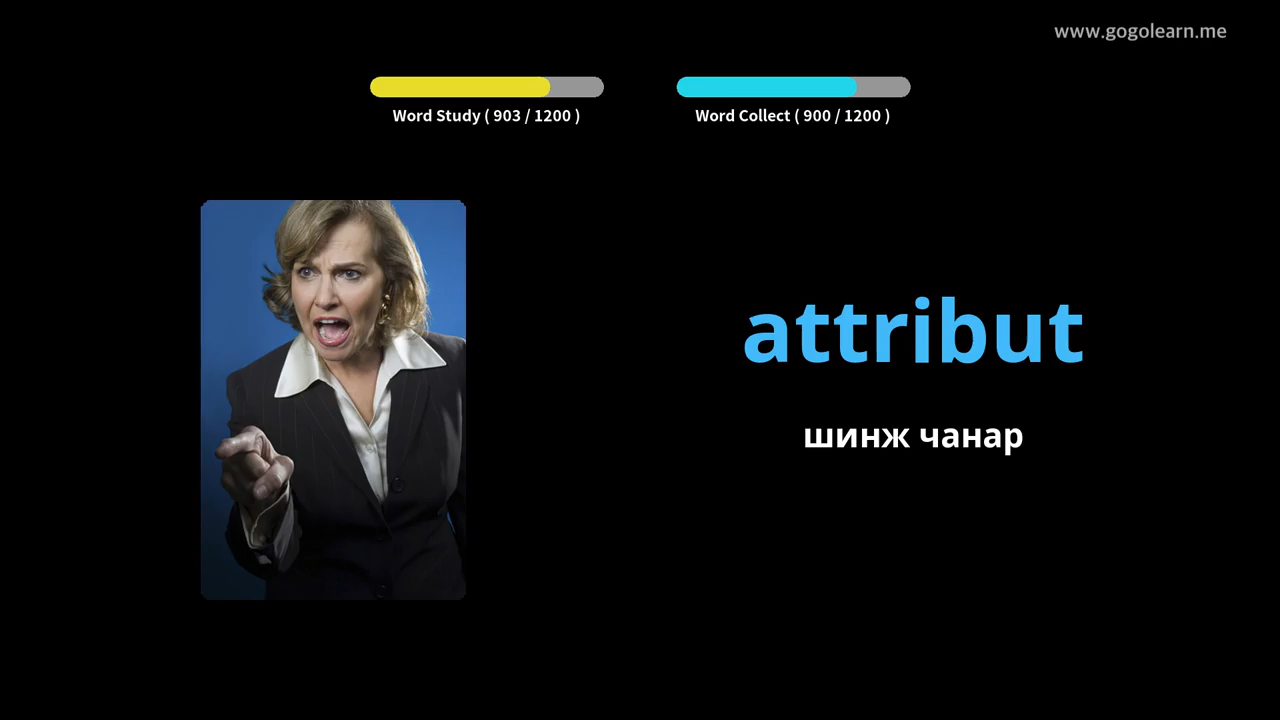 www.gogolearn.me
Word Study ( 903 / 1200 )
Word Collect ( 900 / 1200 )
attribut
шинж чанар